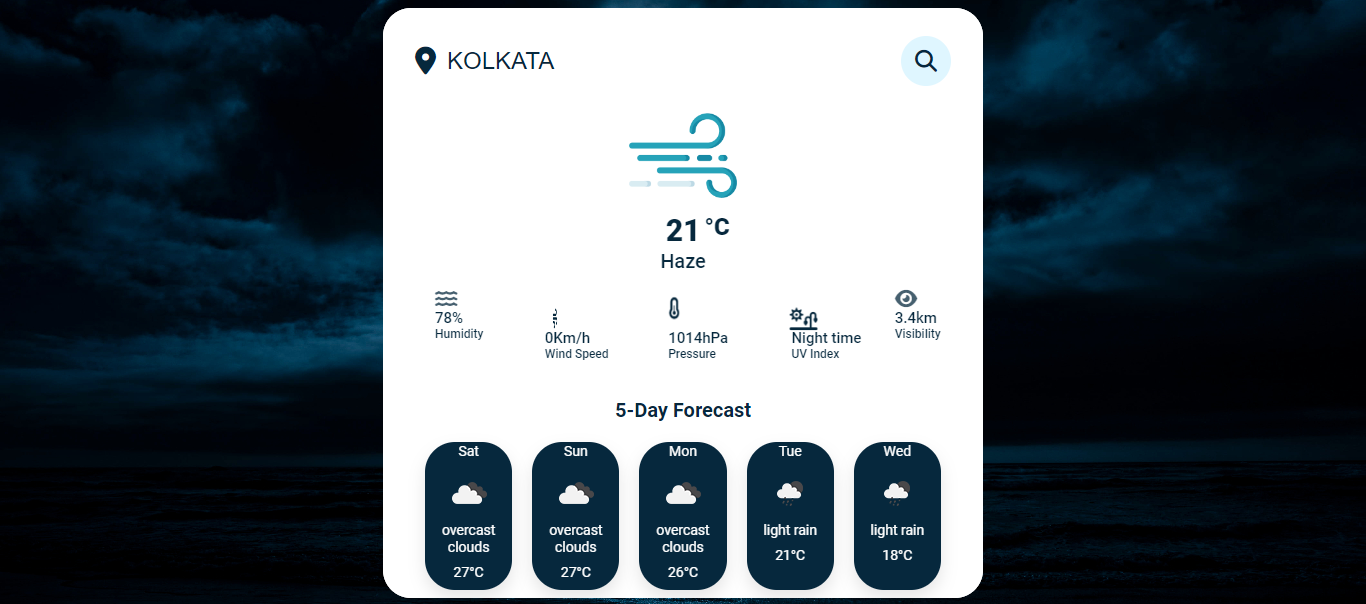 KOLKATA
21 °C
Haze
78%
Humidity
0Km/h
Wind Speed
1014hPa
Pressure
Night time
UV Index
3.4km
Visibility
5-Day Forecast
Sat
overcast
clouds
27°C
Sun
overcast
clouds
27°C
Mon
overcast
clouds
26°C
Tue
light rain
21°C
Wed
light rain
18°C